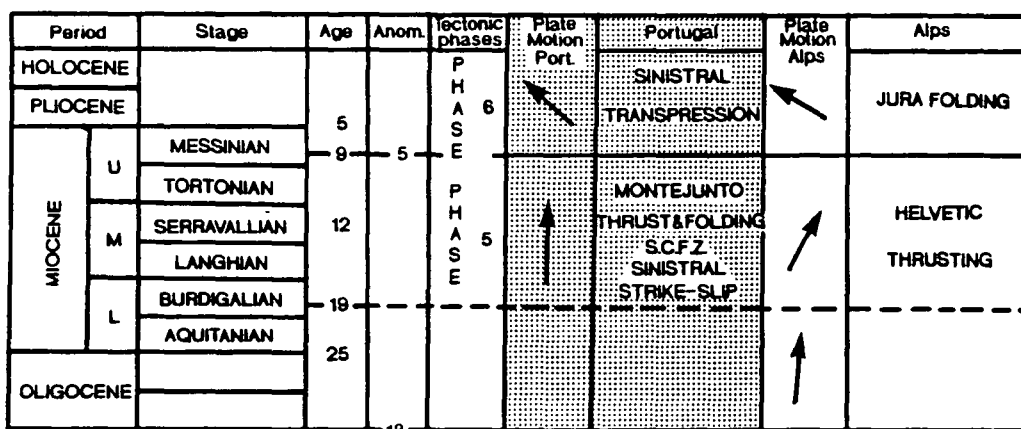 Period Stage Age Anom. Tectonic phases Plate Motion Port. Portugal Plate Motion Alps Alps
HOLOCENE
PLIOCENE
MIOCENE
U
M
L
OLIGOCENE
MESSINIAN
TORTONIAN
SERRAVALLIAN
LANGHIAN
BURDIGALIAN
AQUITANIAN
5
9
12
19
25
5
PHASE 6
PHASE 5
SINISTRAL
TRANSPRESSION
MONTEJUNTO
THRUST&FOLDING
S.C.F.Z.
SINISTRAL
STRIKE-SLIP
JURA FOLDING
HELVETIC
THRUSTING